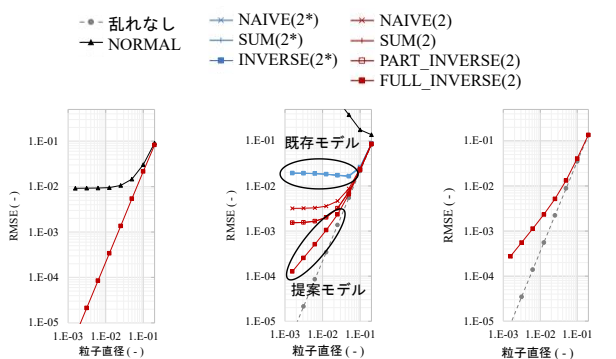 乱れなし
NORMAL
NAIVE(2*)
SUM(2*)
INVERSE(2*)
NAIVE(2)
SUM(2)
PART_INVERSE(2)
FULL_INVERSE(2)
RMSE ( - )
1.E-01
1.E-02
1.E-03
1.E-04
1.E-05
1.E-03 1.E-02 1.E-01
粒子直径 ( - )
RMSE ( - )
1.E-01
1.E-02
1.E-03
1.E-04
1.E-05
既存モデル
提案モデル
1.E-03 1.E-02 1.E-01
粒子直径 ( - )
RMSE ( - )
1.E-01
1.E-02
1.E-03
1.E-04
1.E-05
1.E-03 1.E-02 1.E-01
粒子直径 ( - )